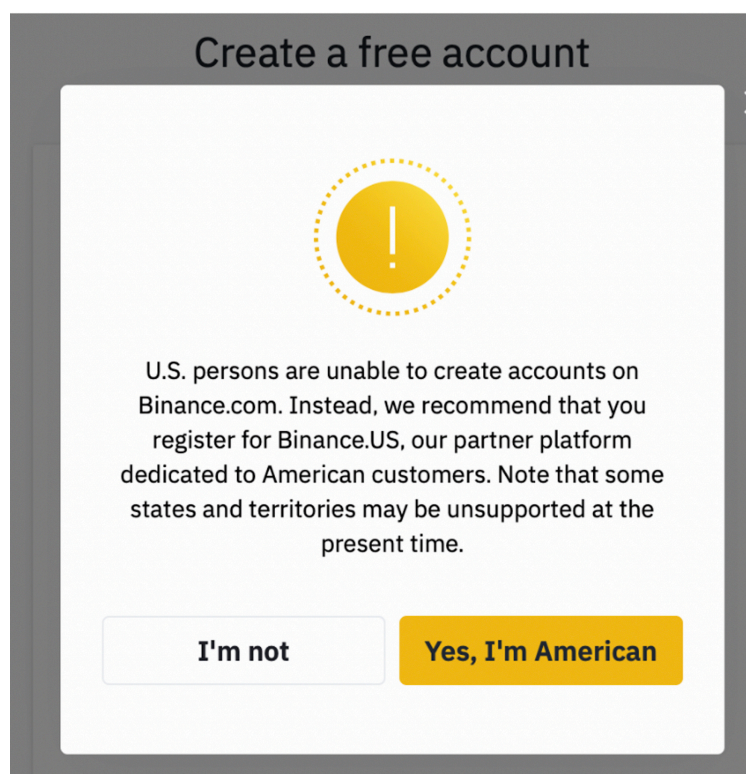 Create a free account
!
U.S. persons are unable to create accounts on
Binance.com. Instead, we recommend that you
register for Binance.US, our partner platform
dedicated to American customers. Note that some
states and territories may be unsupported at the
present time.
I'm not
Yes, I'm American